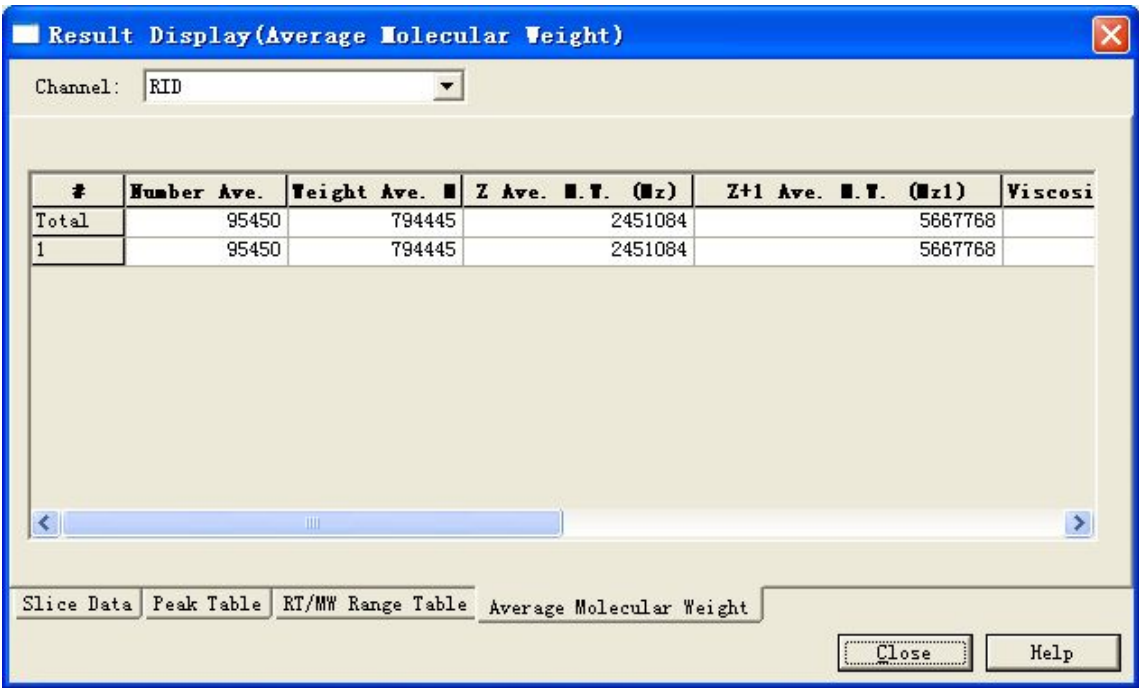 Result Display(Average Molecular Weight)
Channel: RID
# Number Ave. Weight Ave. M Z Ave. M.W. (Mz) Z+1 Ave. M.W. (Mz1) Viscosi
Total 95450 794445 2451084 5667768
1 95450 794445 2451084 5667768
Slice Data Peak Table RT/MW Range Table Average Molecular Weight
Close Help